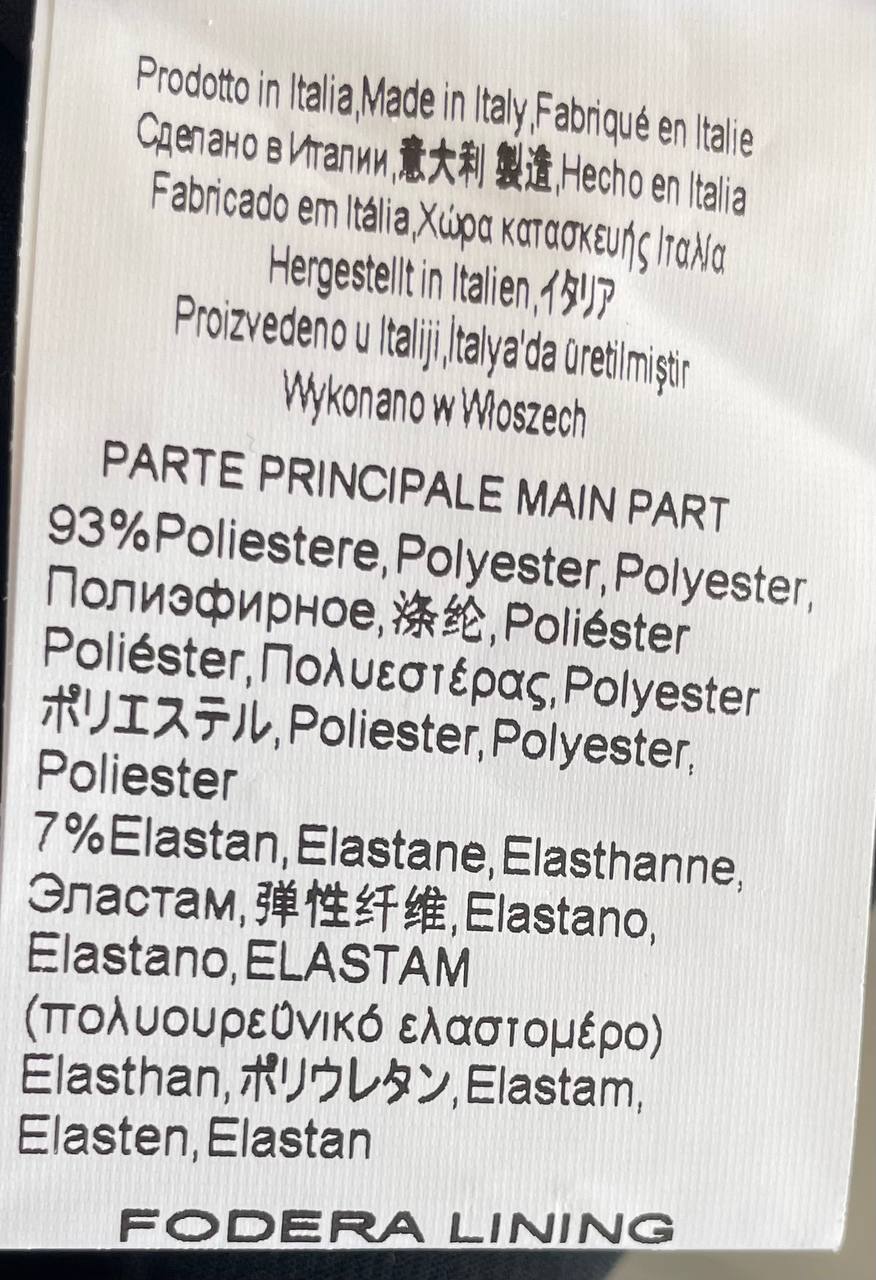 Prodotto in Italia,Made in Italy,Fabriqué en Italie
Сделано в Италии,意大利 製造,Hecho en Italia
Fabricado em Itália,Χώρα κατασκευής Ιταλία
Hergestellt in Italien,イタリア
Proizvedeno u Italiji,İtalya'da üretilmiştir
Wykonano w Włoszech
PARTE PRINCIPALE MAIN PART
93%Poliestere,Polyester,Polyester,
Полиэфирное,涤纶,Poliéster
Poliéster,Πολυεστέρας,Polyester
ポリエステル,Poliester,Polyester,
Poliester
7%Elastan,Elastane,Elasthanne,
Эластам,弹性纤维,Elastano,
Elastano,ELASTAM
(πολυουρεΰνικό ελαστομέρο)
Elasthan,ポリウレタン,Elastam,
Elasten,Elastan
FODERA LINING